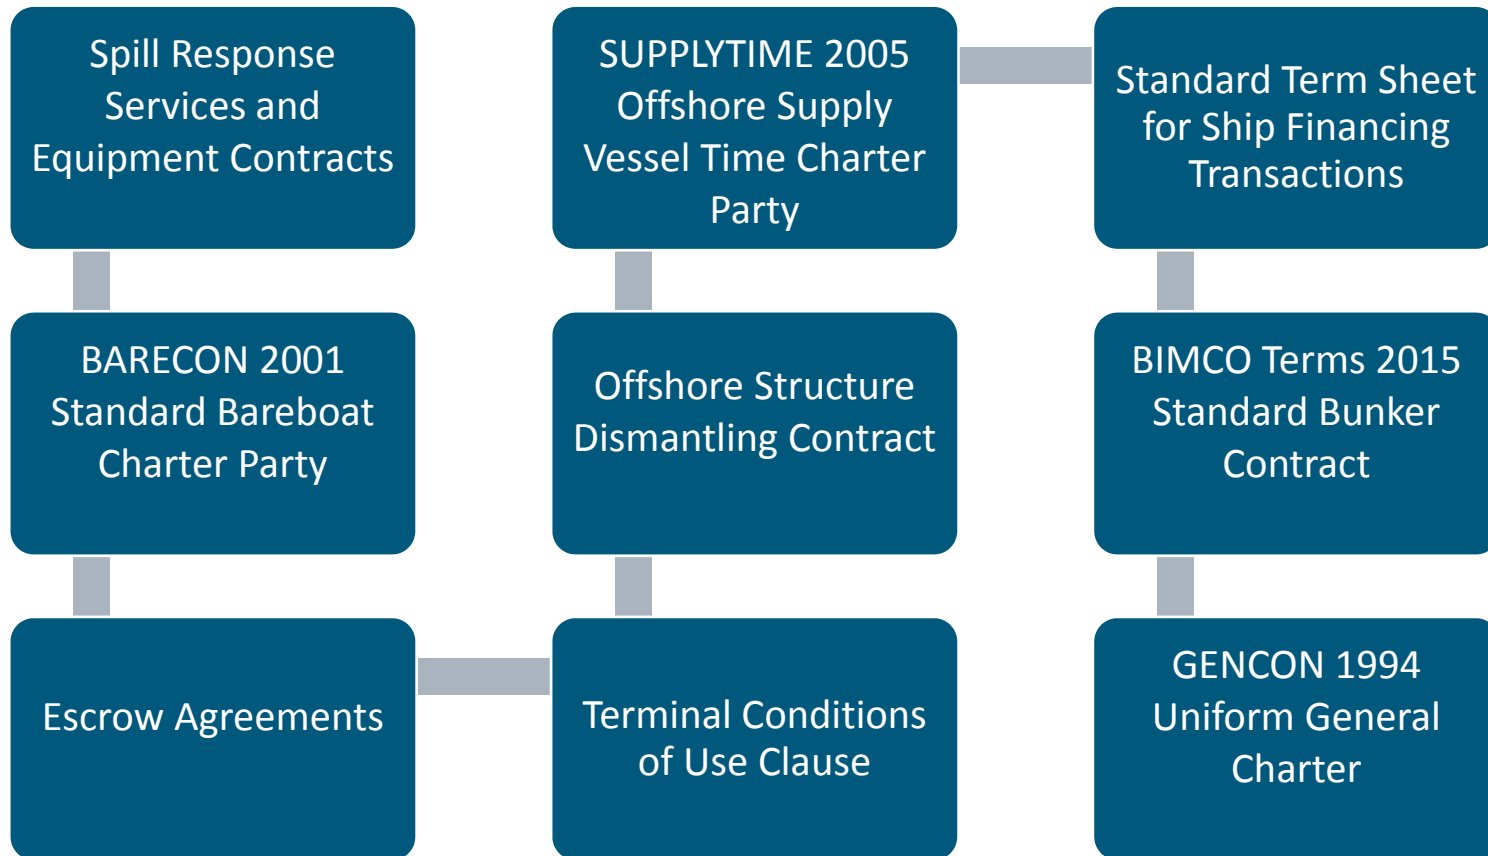 Spill Response
Services and
Equipment Contracts
BARECON 2001
Standard Bareboat
Charter Party
Escrow Agreements
Terminal Conditions
of Use Clause
Offshore Structure
Dismantling Contract
SUPPLYTIME 2005
Offshore Supply
Vessel Time Charter
Party
Standard Term Sheet
for Ship Financing
Transactions
BIMCO Terms 2015
Standard Bunker
Contract
GENCON 1994
Uniform General
Charter